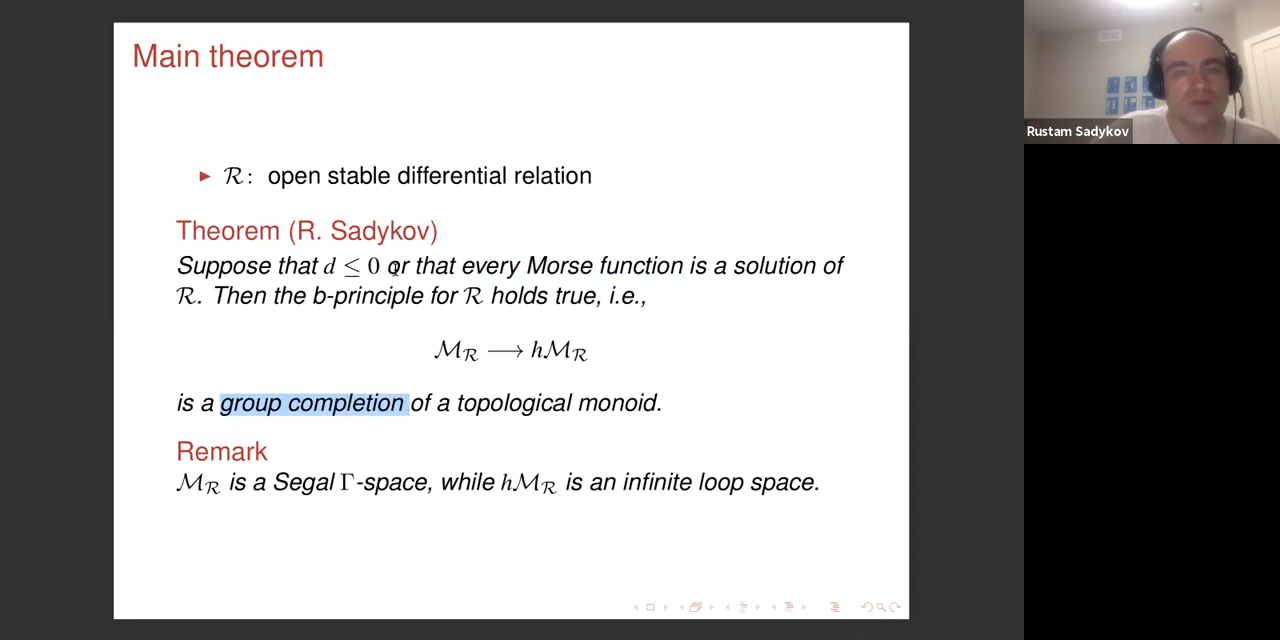 Main theorem
▶ ℛ: open stable differential relation
Theorem (R. Sadykov)
Suppose that d ≤ 0 or that every Morse function is a solution of
ℛ. Then the b-principle for ℛ holds true, i.e.,
ℳ_ℛ ⟶ hℳ_ℛ
is a group completion of a topological monoid.
Remark
ℳ_ℛ is a Segal Γ-space, while hℳ_ℛ is an infinite loop space.
Rustam Sadykov